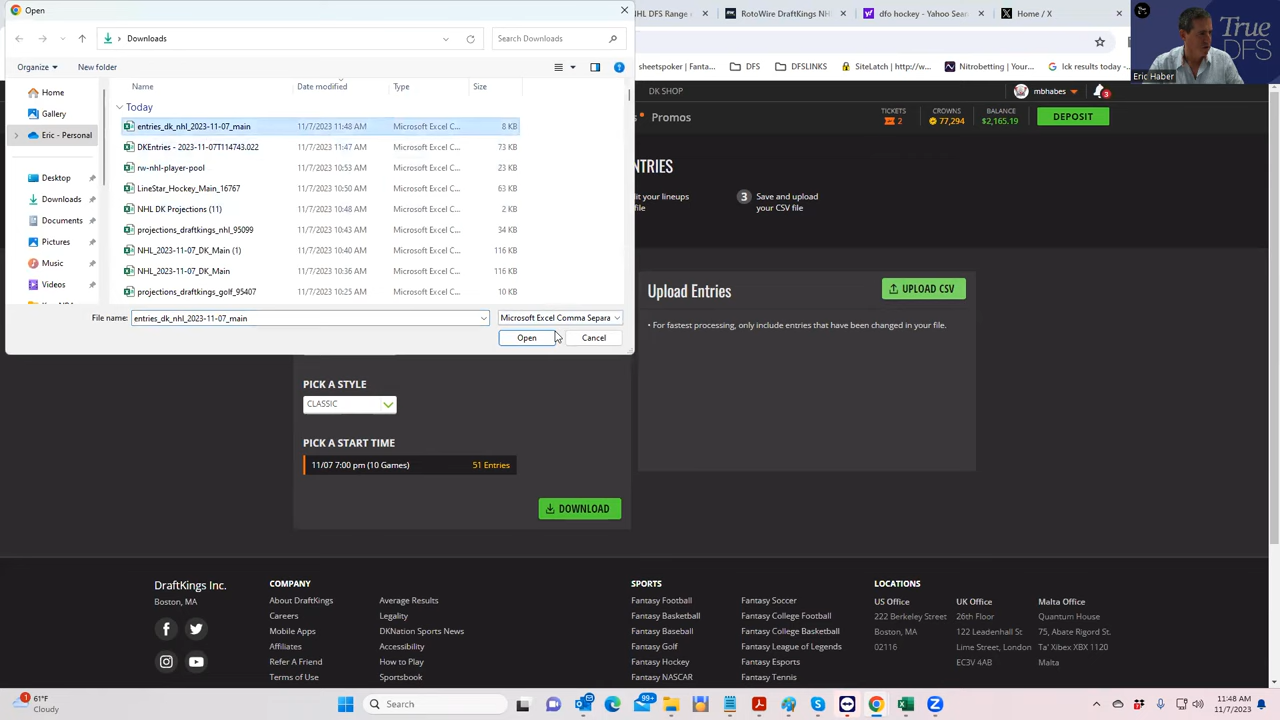 Open
NHL DFS Range
RotoWire DraftKings NH
dfo hockey - Yahoo Sear
Home / X
Downloads
Search Downloads
True
DFS
Eric Haber
Organize
New folder
sheetspoker | Fanta...
DFS
DFSLINKS
SiteLatch | http://w...
Nitrobetting | Your...
lck results today cs...
Name
Date modified
Type
Size
DK SHOP
mbhabes
3
Home
Gallery
Eric - Personal
Desktop
Downloads
Documents
Pictures
Music
Videos
Today
entries_dk_nhl_2023-11-07_main 11/7/2023 11:48 AM Microsoft Excel C... 8 KB
DKEntries - 2023-11-07T114743.022 11/7/2023 11:47 AM Microsoft Excel C... 73 KB
rw-nhl-player-pool 11/7/2023 10:53 AM Microsoft Excel C... 23 KB
LineStar_Hockey_Main_16767 11/7/2023 10:50 AM Microsoft Excel C... 63 KB
NHL DK Projections (11) 11/7/2023 10:48 AM Microsoft Excel C... 2 KB
projections_draftkings_nhl_95099 11/7/2023 10:43 AM Microsoft Excel C... 34 KB
NHL_2023-11-07_DK_Main (1) 11/7/2023 10:40 AM Microsoft Excel C... 116 KB
NHL_2023-11-07_DK_Main 11/7/2023 10:36 AM Microsoft Excel C... 116 KB
projections_draftkings_golf_95407 11/7/2023 10:25 AM Microsoft Excel C... 10 KB
File name:
entries_dk_nhl_2023-11-07_main
Microsoft Excel Comma Separa
Open
Cancel
Promos
TICKETS
2
CROWNS
77,294
BALANCE
$2,165.19
DEPOSIT
3
Save and upload
your CSV file
Upload Entries
UPLOAD CSV
• For fastest processing, only include entries that have been changed in your file.
PICK A STYLE
CLASSIC
PICK A START TIME
11/07 7:00 pm (10 Games)
51 Entries
DOWNLOAD
DraftKings Inc.
Boston, MA
COMPANY
About DraftKings
Careers
Mobile Apps
Affiliates
Refer A Friend
Terms of Use
Average Results
Contact Us
DKNation Sports News
Accessibility
How to Play
Sportsbook
SPORTS
Fantasy Football
Fantasy Basketball
Fantasy Baseball
Fantasy Golf
Fantasy Hockey
Fantasy NASCAR
Fantasy Soccer
Fantasy College Football
Fantasy College Basketball
Fantasy League of Legends
Fantasy Esports
Fantasy Tennis
LOCATIONS
US Office
222 Berkeley Street
Boston, MA
02116
UK Office
26th Floor
122 Leadenhall St
Lime Street, London
EC3V 4AB
Malta Office
Quantum House
75, Abate Rigord St.
Ta' Xibex XBX 1120
Malta
1
61°F
Cloudy
Search
99+
11:48 AM
11/7/2023